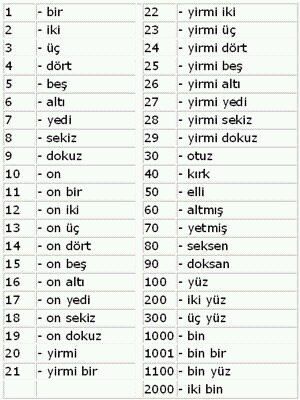 1 - bir
2 - iki
3 - üç
4 - dört
5 - beş
6 - altı
7 - yedi
8 - sekiz
9 - dokuz
10 - on
11 - on bir
12 - on iki
13 - on üç
14 - on dört
15 - on beş
16 - on altı
17 - on yedi
18 - on sekiz
19 - on dokuz
20 - yirmi
21 - yirmi bir
22 - yirmi iki
23 - yirmi üç
24 - yirmi dört
25 - yirmi beş
26 - yirmi altı
27 - yirmi yedi
28 - yirmi sekiz
29 - yirmi dokuz
30 - otuz
40 - kırk
50 - elli
60 - altmış
70 - yetmiş
80 - seksen
90 - doksan
100 - yüz
200 - iki yüz
300 - üç yüz
1000 - bin
1001 - bin bir
1100 - bin yüz
2000 - iki bin